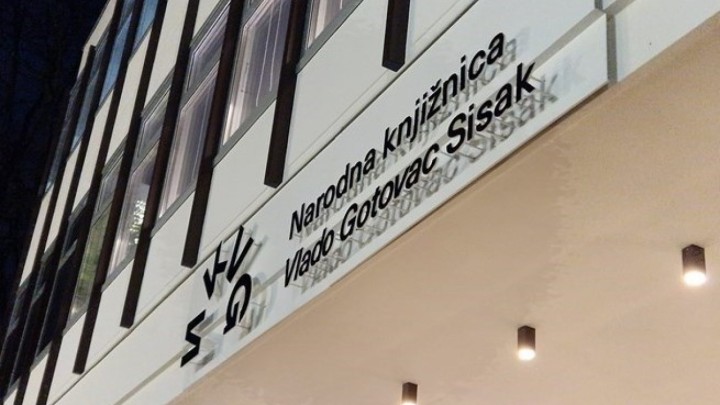 Narodna knjižnica
Vlado Gotovac Sisak